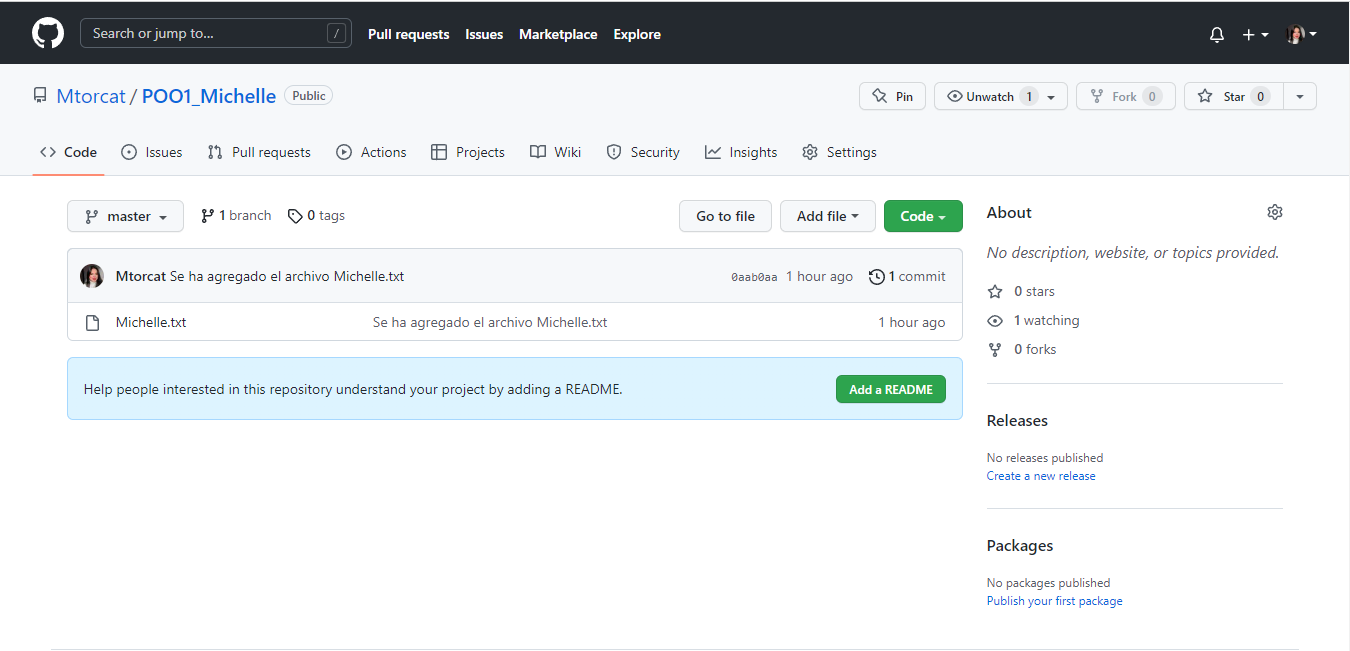 Search or jump to... / Pull requests Issues Marketplace Explore
Mtorcat / POO1_Michelle Public Pin Unwatch 1 Fork 0 Star 0
Code Issues Pull requests Actions Projects Wiki Security Insights Settings
master 1 branch 0 tags Go to file Add file Code
Mtorcat Se ha agregado el archivo Michelle.txt 0aab0aa 1 hour ago 1 commit
Michelle.txt Se ha agregado el archivo Michelle.txt 1 hour ago
Help people interested in this repository understand your project by adding a README. Add a README
About
No description, website, or topics provided.
0 stars
1 watching
0 forks
Releases
No releases published
Create a new release
Packages
No packages published
Publish your first package